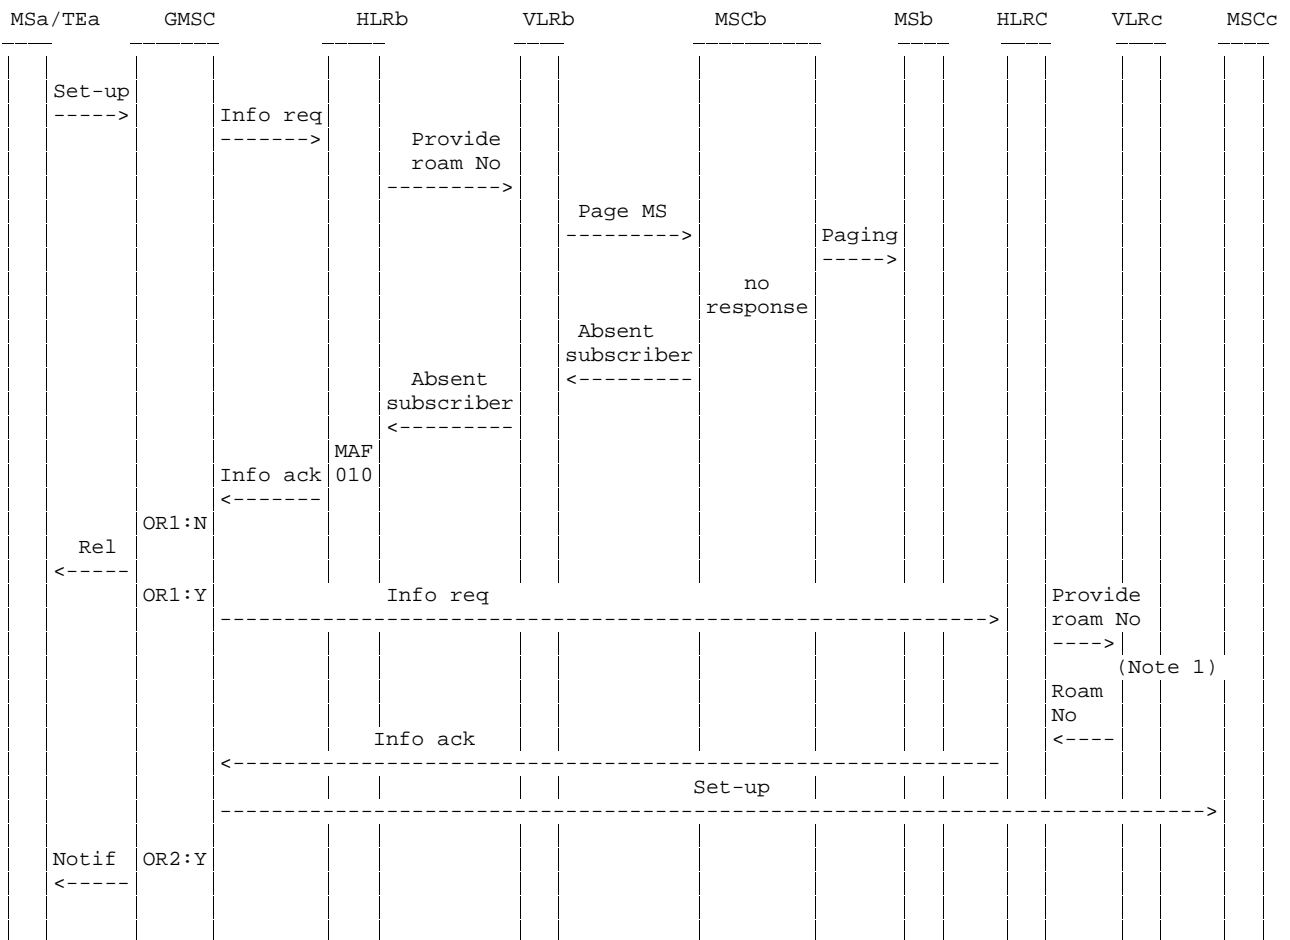 MSa/TEa GMSC HLRb VLRb MSCb MSb HLRC VLRc MSCc
Set-up
----->
Info req
------->
Provide
roam No
--------->
Page MS
--------->
Paging
----->
no
response
Absent
subscriber
<---------
Absent
subscriber
<---------
MAF
Info ack 010
<-------
OR1:N
Rel
<-----
OR1:Y Info req Provide
------------------------------------------------------------> roam No
---->
(Note 1)
Roam
No
Info ack <----
<------------------------------------------------------------
Set-up
----------------------------------------------------------------------------->
Notif OR2:Y
<-----